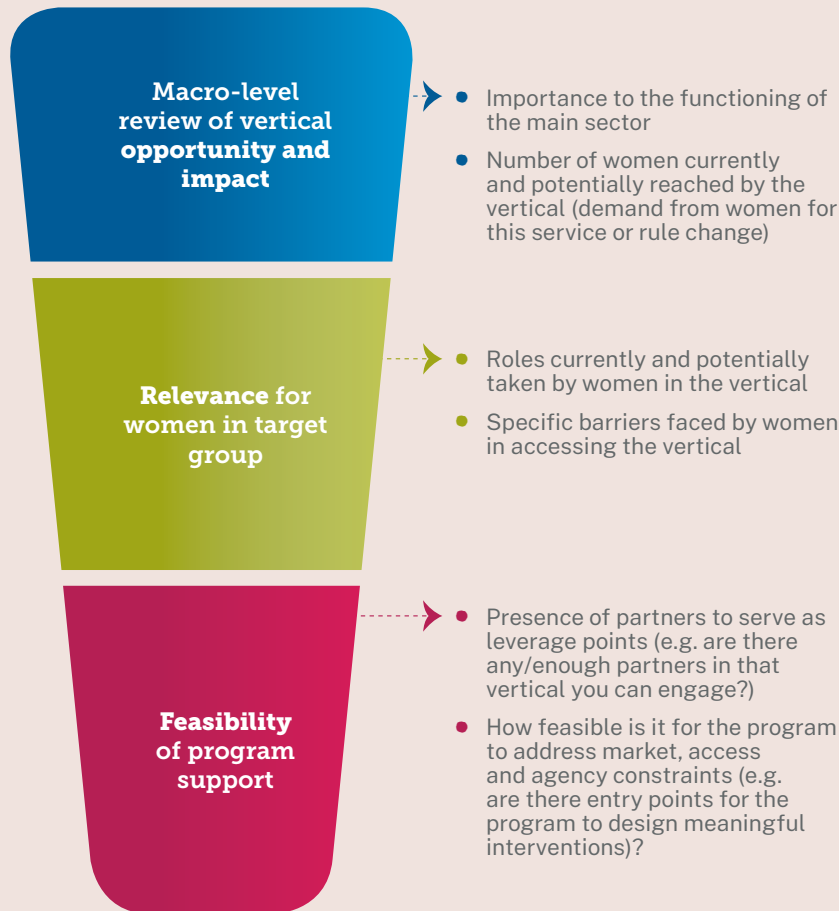 Macro-level
review of vertical
opportunity and
impact
• Importance to the functioning of
the main sector
• Number of women currently
and potentially reached by the
vertical (demand from women for
this service or rule change)
Relevance for
women in target
group
• Roles currently and potentially
taken by women in the vertical
• Specific barriers faced by women
in accessing the vertical
Feasibility
of program
support
• Presence of partners to serve as
leverage points (e.g. are there
any/enough partners in that
vertical you can engage?)
• How feasible is it for the program
to address market, access
and agency constraints (e.g.
are there entry points for the
program to design meaningful
interventions)?